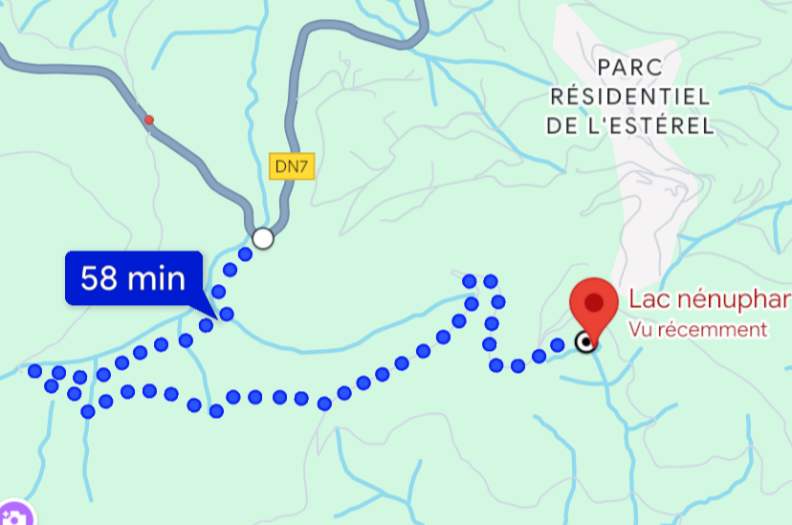 PARC
RÉSIDENTIEL
DE L'ESTÉREL
DN7
58 min
Lac nénuphar
Vu récemment